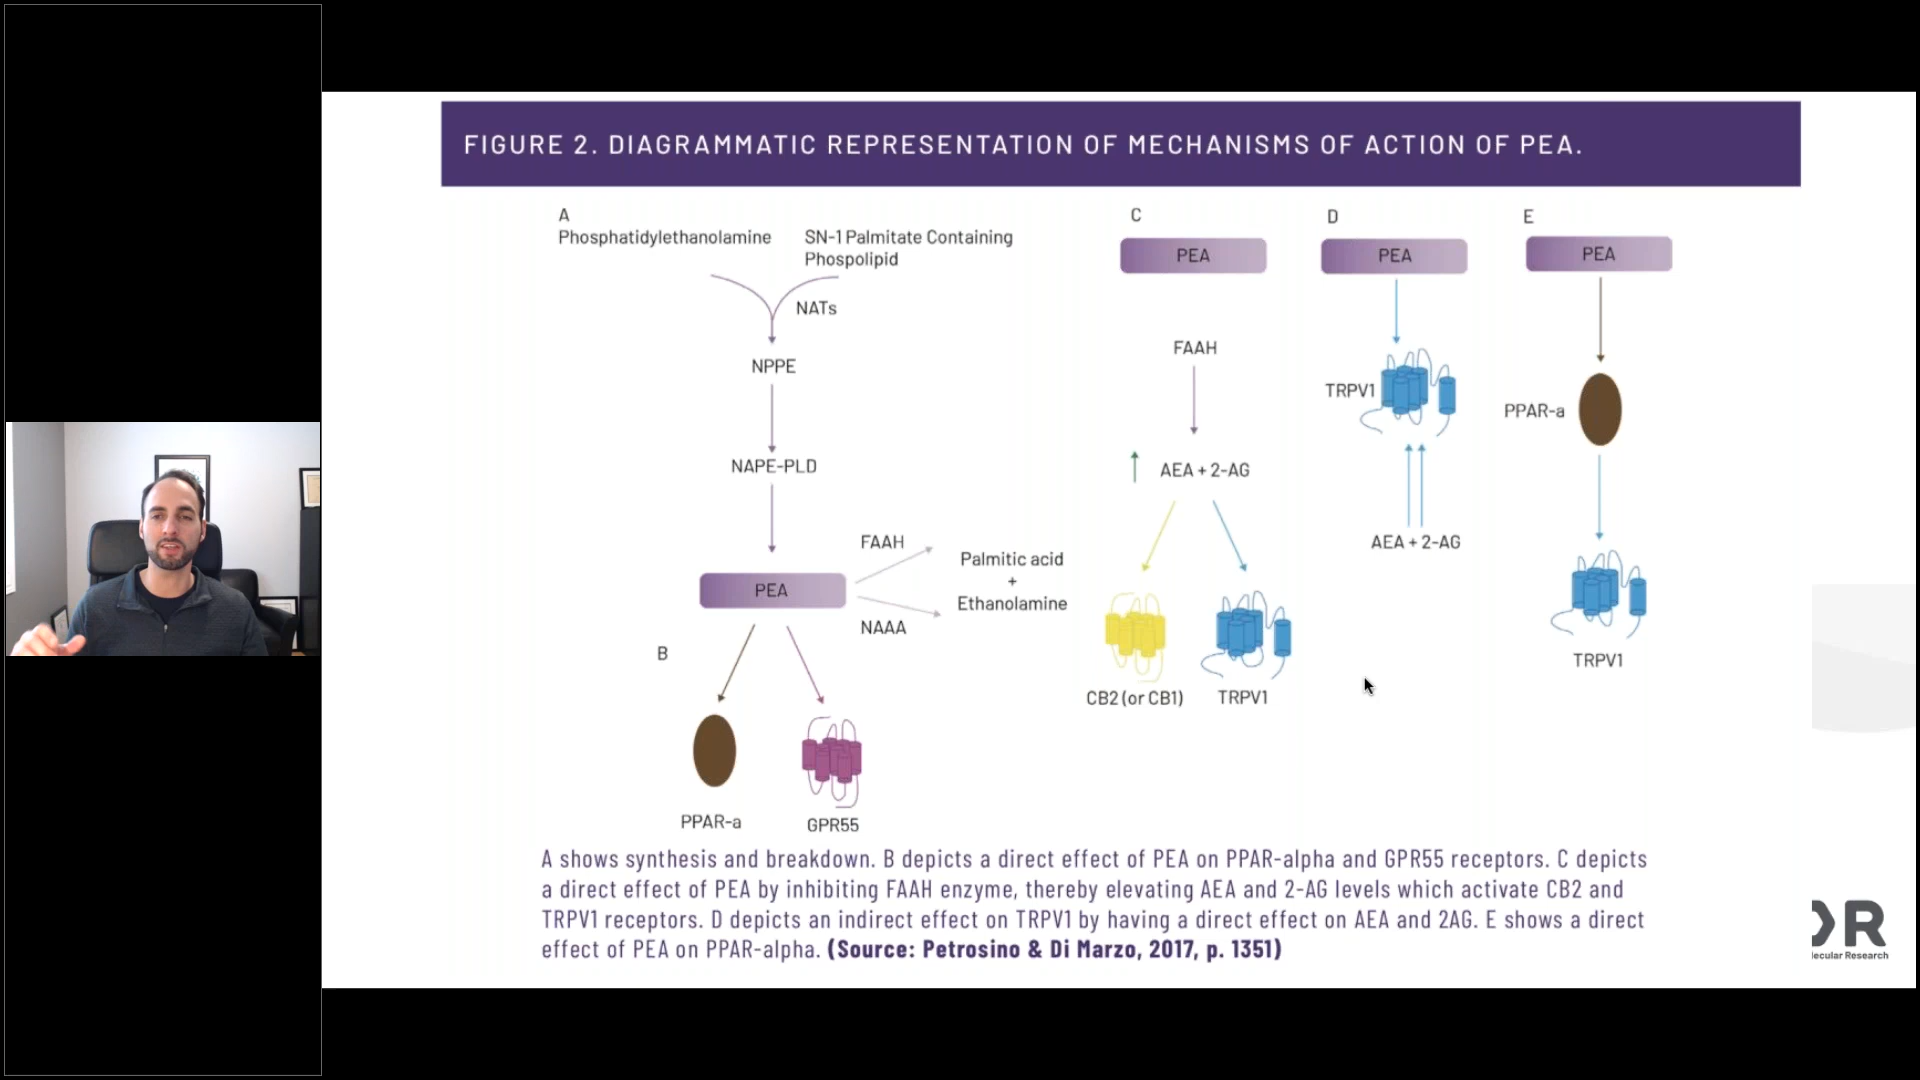 FIGURE 2. DIAGRAMMATIC REPRESENTATION OF MECHANISMS OF ACTION OF PEA.
A
Phosphatidylethanolamine
SN-1 Palmitate Containing
Phospolipid
NATs
NPPE
NAPE-PLD
PEA
FAAH
NAAA
Palmitic acid
+
Ethanolamine
B
PPAR-a
GPR55
C
PEA
FAAH
AEA + 2-AG
CB2 (or CB1)
TRPV1
D
PEA
TRPV1
AEA + 2-AG
E
PEA
PPAR-a
TRPV1
A shows synthesis and breakdown. B depicts a direct effect of PEA on PPAR-alpha and GPR55 receptors. C depicts
a direct effect of PEA by inhibiting FAAH enzyme, thereby elevating AEA and 2-AG levels which activate CB2 and
TRPV1 receptors. D depicts an indirect effect on TRPV1 by having a direct effect on AEA and 2AG. E shows a direct
effect of PEA on PPAR-alpha. (Source: Petrosino & Di Marzo, 2017, p. 1351)
OR
lecular Research